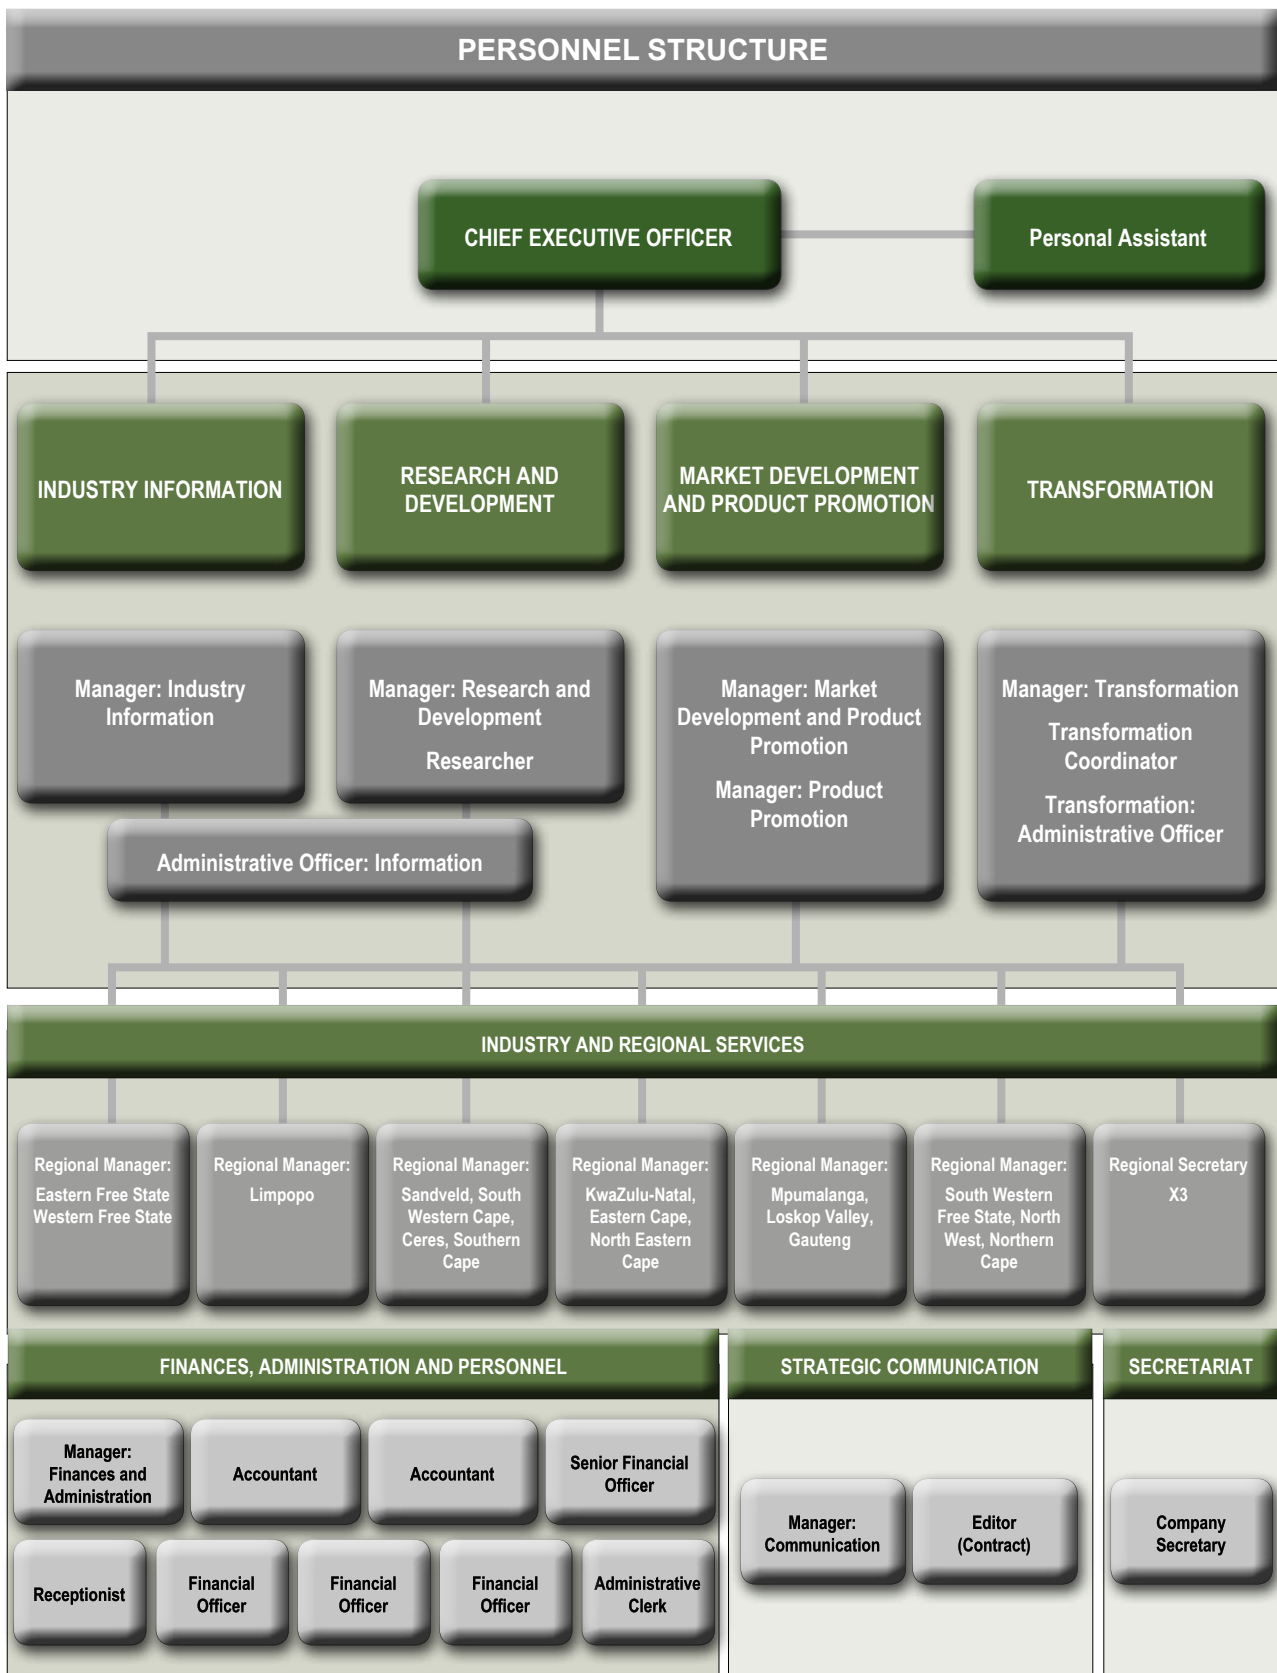 PERSONNEL STRUCTURE
CHIEF EXECUTIVE OFFICER
Personal Assistant
INDUSTRY INFORMATION
RESEARCH AND
DEVELOPMENT
MARKET DEVELOPMENT
AND PRODUCT PROMOTION
TRANSFORMATION
Manager: Industry
Information
Manager: Research and
Development
Researcher
Manager: Market
Development and Product
Promotion
Manager: Product
Promotion
Manager: Transformation
Transformation
Coordinator
Transformation:
Administrative Officer
Administrative Officer: Information
INDUSTRY AND REGIONAL SERVICES
Regional Manager:
Eastern Free State
Western Free State
Regional Manager:
Limpopo
Regional Manager:
Sandveld, South
Western Cape,
Ceres, Southern
Cape
Regional Manager:
KwaZulu-Natal,
Eastern Cape,
North Eastern
Cape
Regional Manager:
Mpumalanga,
Loskop Valley,
Gauteng
Regional Manager:
South Western
Free State, North
West, Northern
Cape
Regional Secretary
X3
FINANCES, ADMINISTRATION AND PERSONNEL
Manager:
Finances and
Administration
Accountant
Accountant
Senior Financial
Officer
Receptionist
Financial
Officer
Financial
Officer
Financial
Officer
Administrative
Clerk
STRATEGIC COMMUNICATION
Manager:
Communication
Editor
(Contract)
SECRETARIAT
Company
Secretary